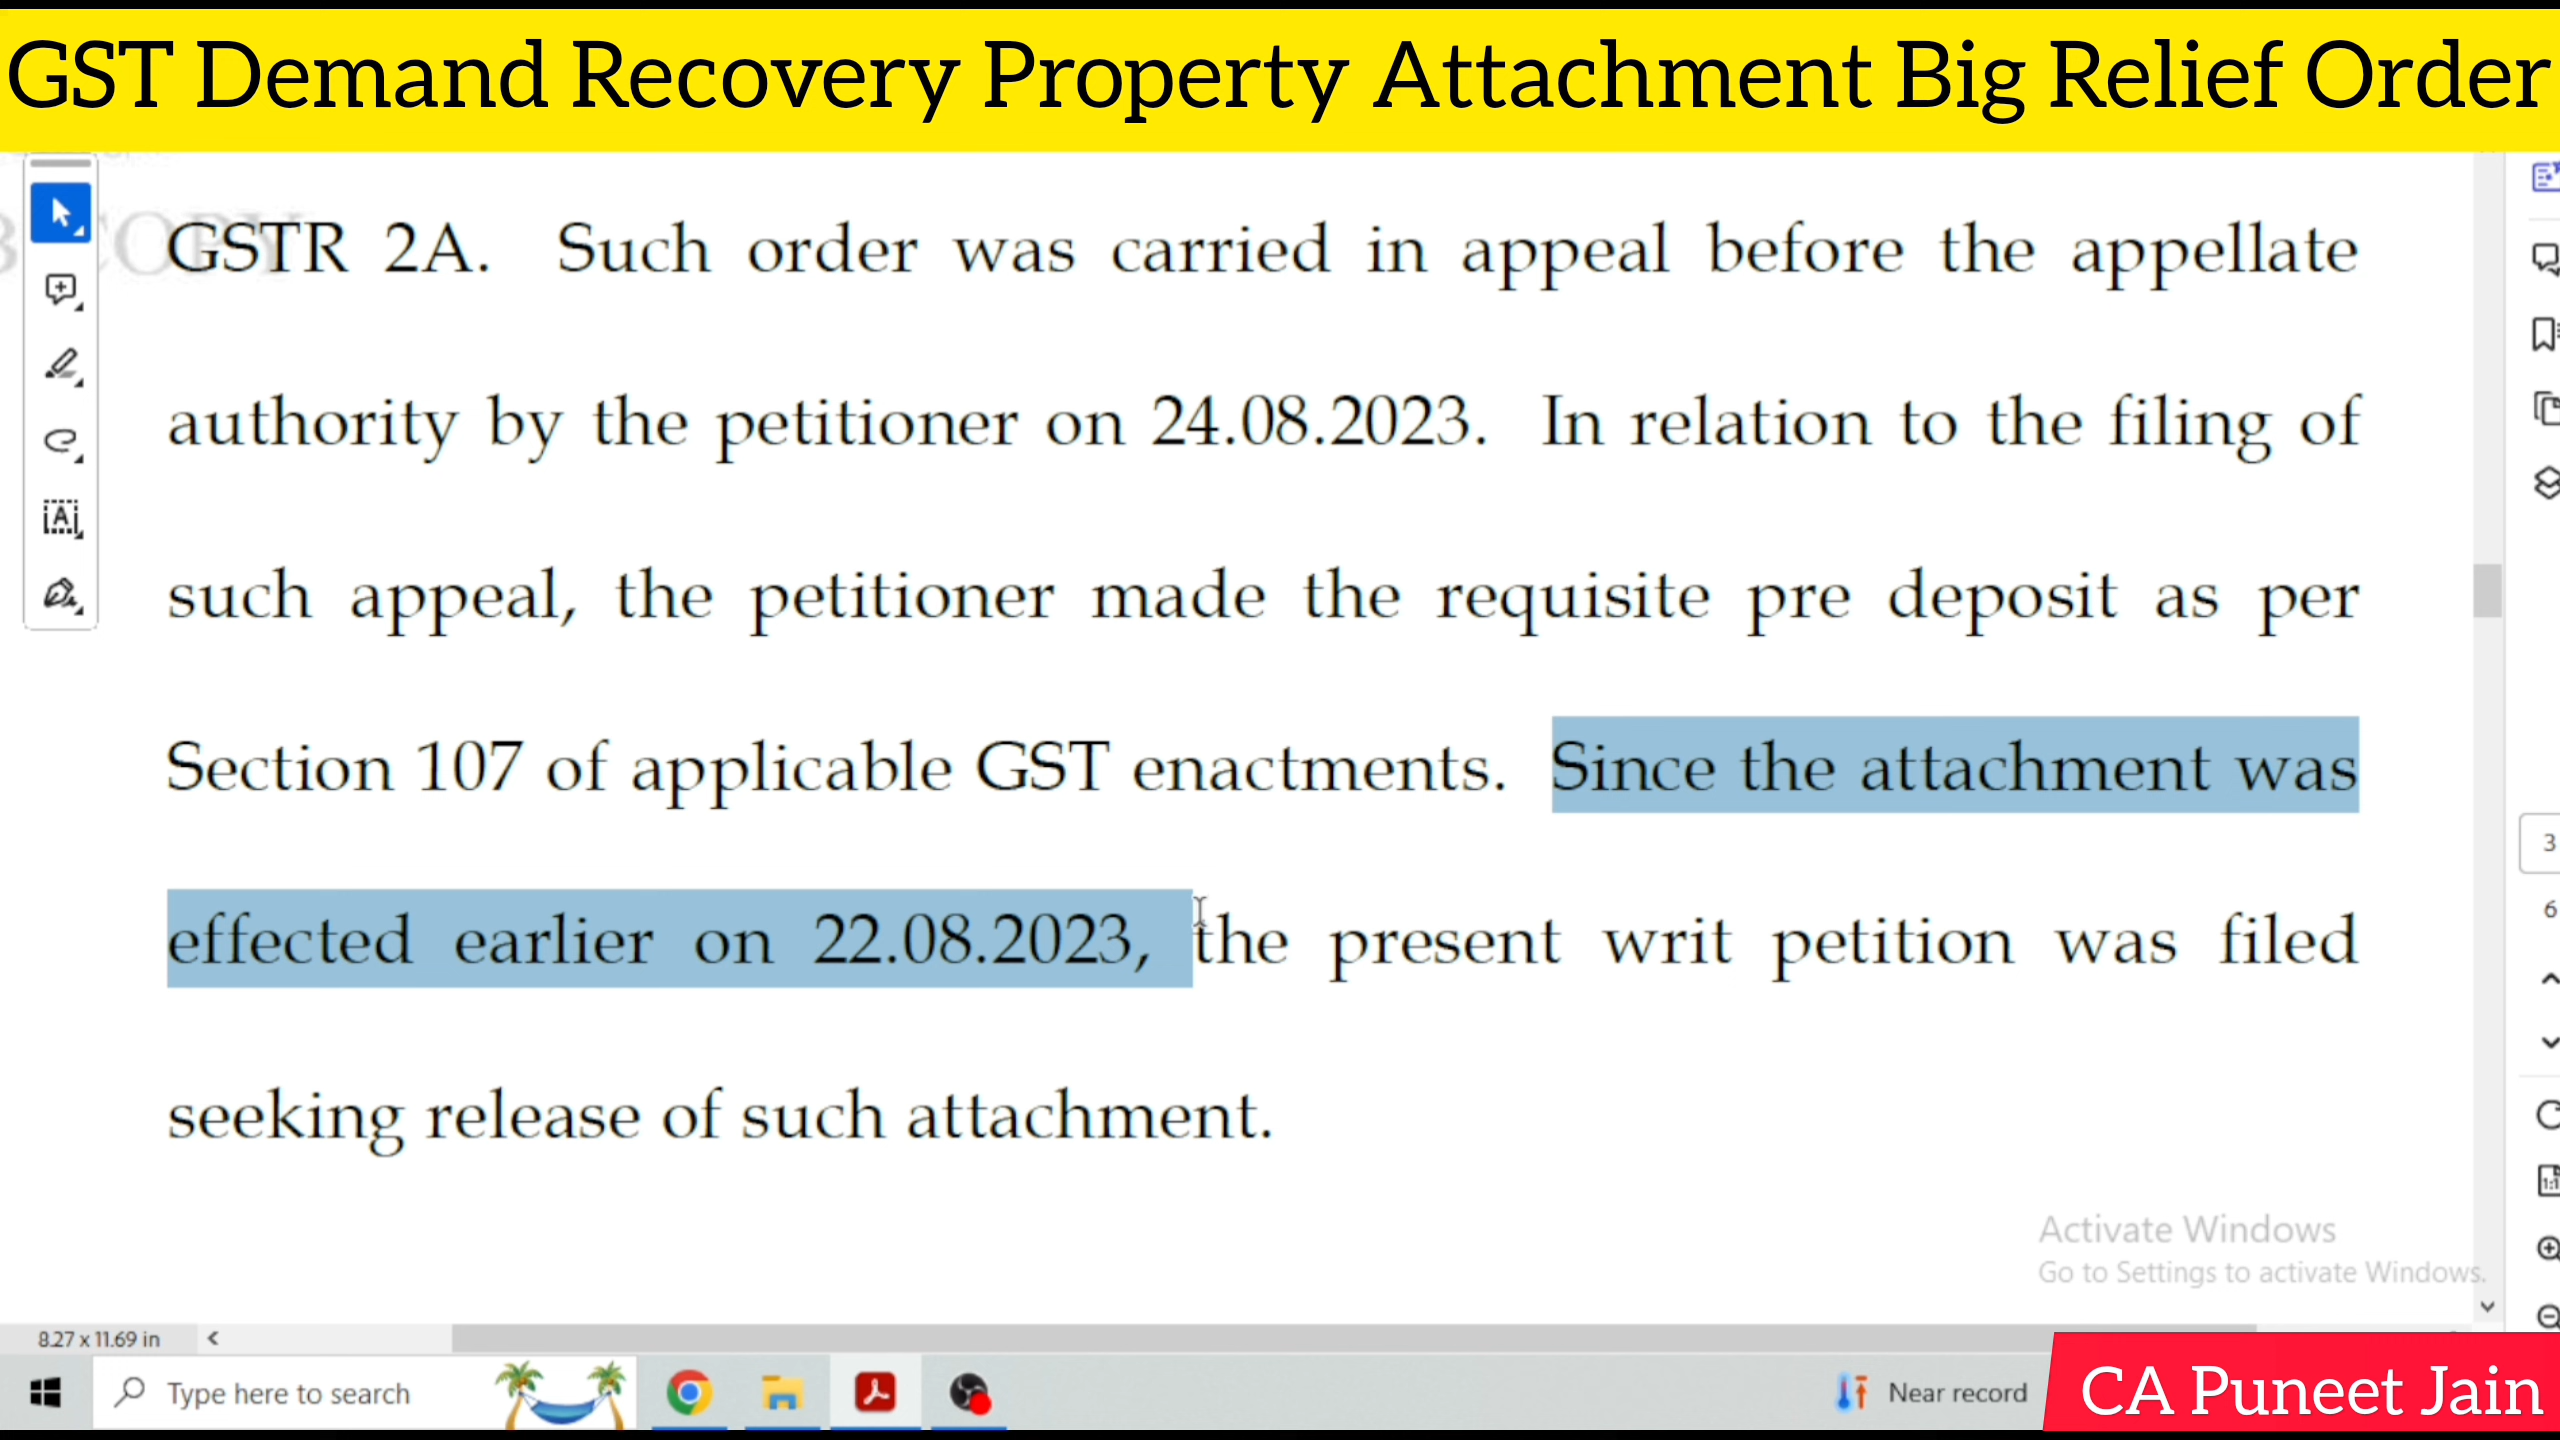 GST Demand Recovery Property Attachment Big Relief Order
COPY
GSTR 2A. Such order was carried in appeal before the appellate
authority by the petitioner on 24.08.2023. In relation to the filing of
such appeal, the petitioner made the requisite pre deposit as per
Section 107 of applicable GST enactments. Since the attachment was
effected earlier on 22.08.2023, the present writ petition was filed
seeking release of such attachment.
3
6
Activate Windows
Go to Settings to activate Windows.
8.27 x 11.69 in
Type here to search
Near record
CA Puneet Jain